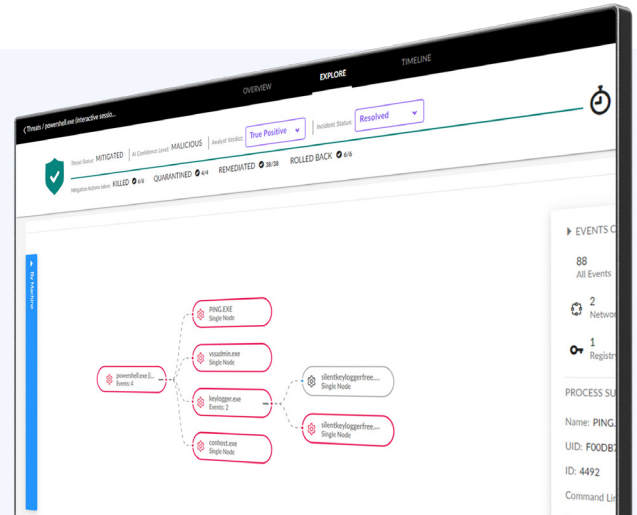 Threats / powershell.exe (interactive sessio...
OVERVIEW
EXPLORE
TIMELINE
Threat Status: MITIGATED
AI Confidence Level: MALICIOUS
Analyst Verdict: True Positive
Incident Status: Resolved
Mitigation Actions taken: KILLED 6/6 QUARANTINED 4/4 REMEDIATED 38/38 ROLLED BACK 6/6
By Machine
powershell.exe (I...
Events: 4
PING.EXE
Single Node
vssadmin.exe
Single Node
keylogger.exe
Events: 2
conhost.exe
Single Node
silentkeyloggerfree....
Single Node
silentkeyloggerfree....
Single Node
EVENTS O
88
All Events
2
Networ
1
Registr
PROCESS SU
Name: PING.
UID: F00DB
ID: 4492
Command Lin